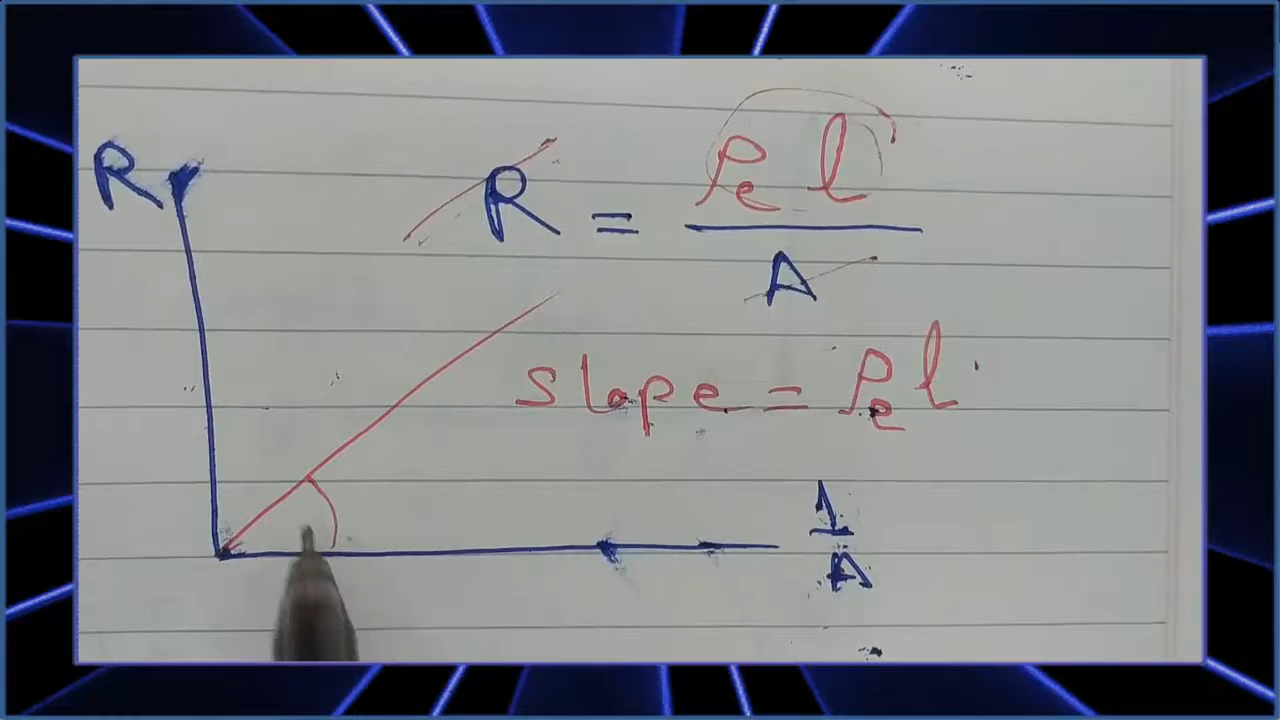 R
R = ρₑ l / A
slope = ρₑ l
1/A